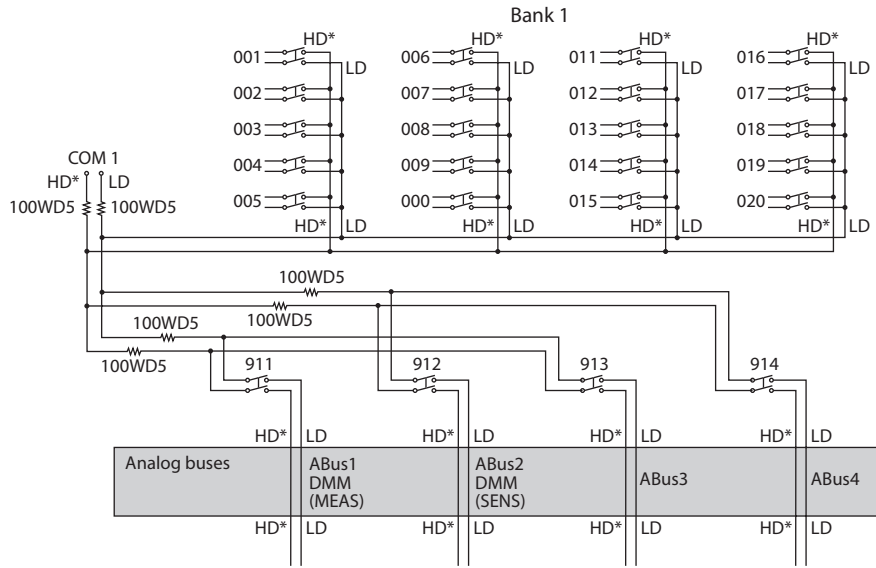 Bank 1
HD* HD* HD* HD*
001 006 011 016
LD LD LD LD
002 007 012 017
003 008 013 018
COM 1
004 009 014 019
HD* LD
005 000 015 020
100WD5 100WD5
HD* LD HD* LD HD* LD HD* LD
100WD5
100WD5
100WD5
100WD5
911 912 913 914
HD* LD HD* LD HD* LD HD* LD
Analog buses
ABus1
DMM
(MEAS)
ABus2
DMM
(SENS)
ABus3
ABus4
HD* LD HD* LD HD* LD HD* LD